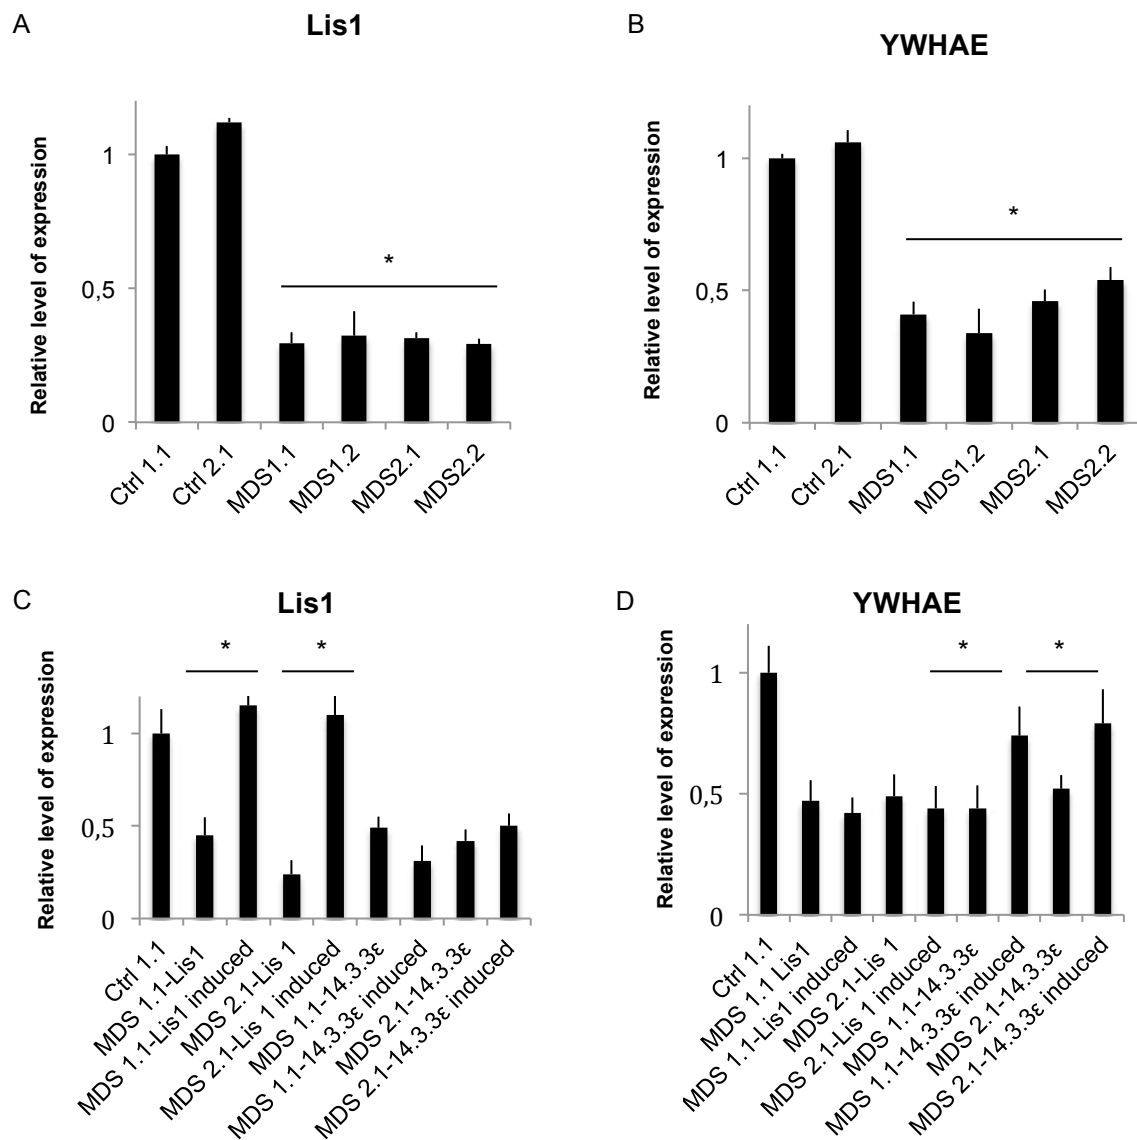 A
Lis1
Relative level of expression
1
0,5
0
*
Ctrl 1.1
Ctrl 2.1
MDS1.1
MDS1.2
MDS2.1
MDS2.2
B
YWHAE
Relative level of expression
1
0,5
0
*
Ctrl 1.1
Ctrl 2.1
MDS1.1
MDS1.2
MDS2.1
MDS2.2
C
Lis1
Relative level of expression
1
0,5
0
*
*
Ctrl 1.1
MDS 1.1-Lis1
MDS 1.1-Lis1 induced
MDS 2.1-Lis 1
MDS 2.1-Lis 1 induced
MDS 1.1-14.3.3ε
MDS 1.1-14.3.3ε induced
MDS 2.1-14.3.3ε
MDS 2.1-14.3.3ε induced
D
YWHAE
Relative level of expression
1
0,5
0
*
*
Ctrl 1.1
MDS 1.1 Lis1
MDS 1.1-Lis1 induced
MDS 2.1-Lis 1
MDS 2.1-Lis 1 induced
MDS 1.1-14.3.3ε
MDS 1.1-14.3.3ε induced
MDS 2.1-14.3.3ε
MDS 2.1-14.3.3ε induced